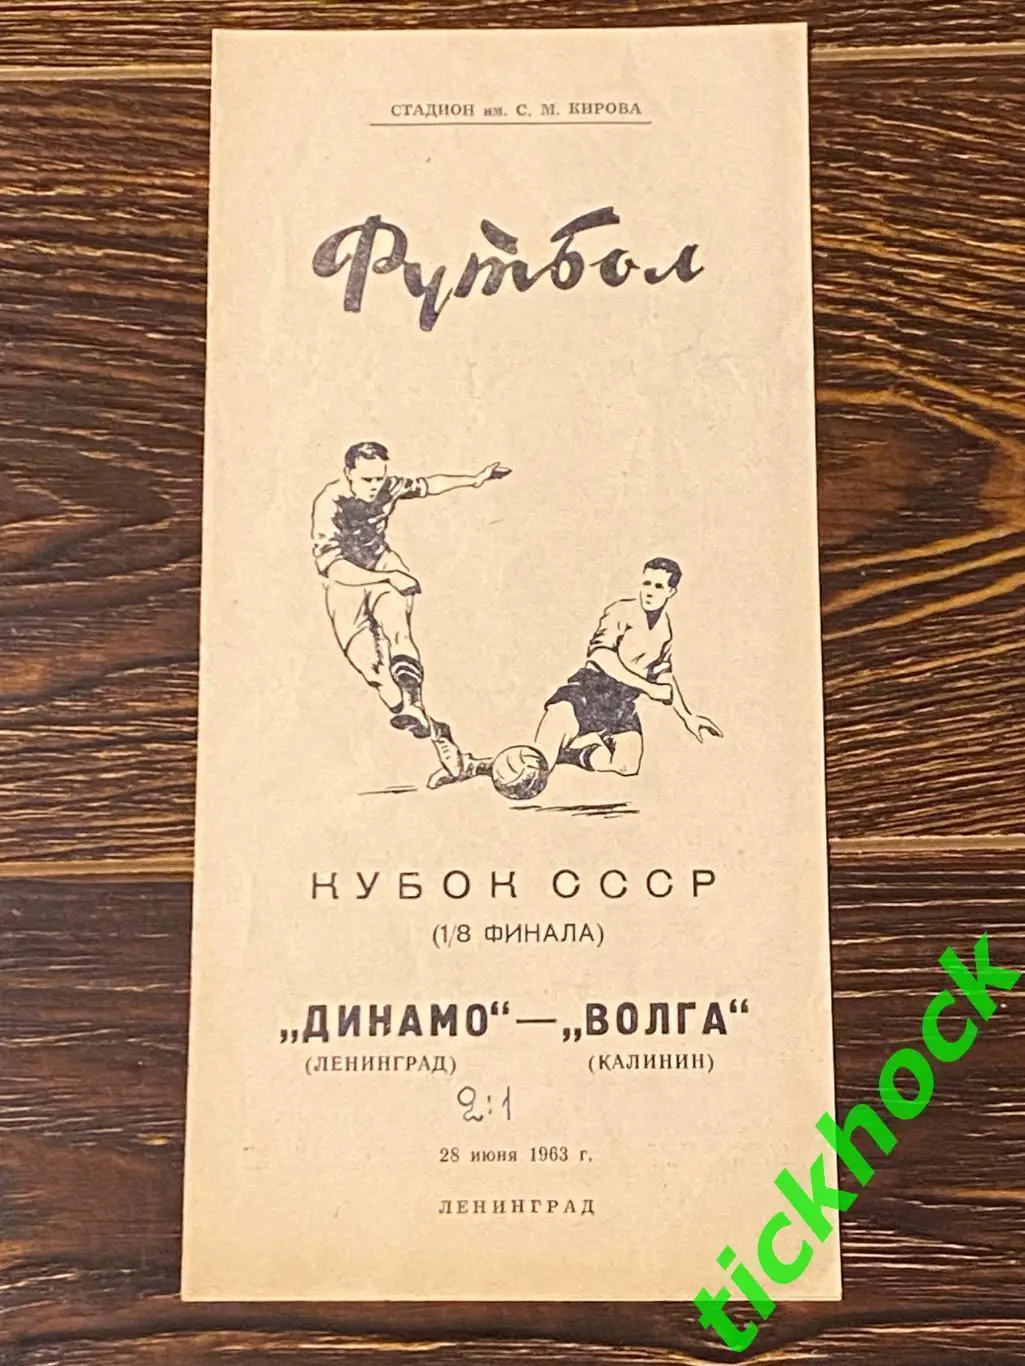 СТАДИОН им. С. М. КИРОВА
Футбол
КУБОК СССР
(1/8 ФИНАЛА)
„ДИНАМО“ — „ВОЛГА“
(ЛЕНИНГРАД) (КАЛИНИН)
2:1
28 июня 1963 г.
ЛЕНИНГРАД
tickhock